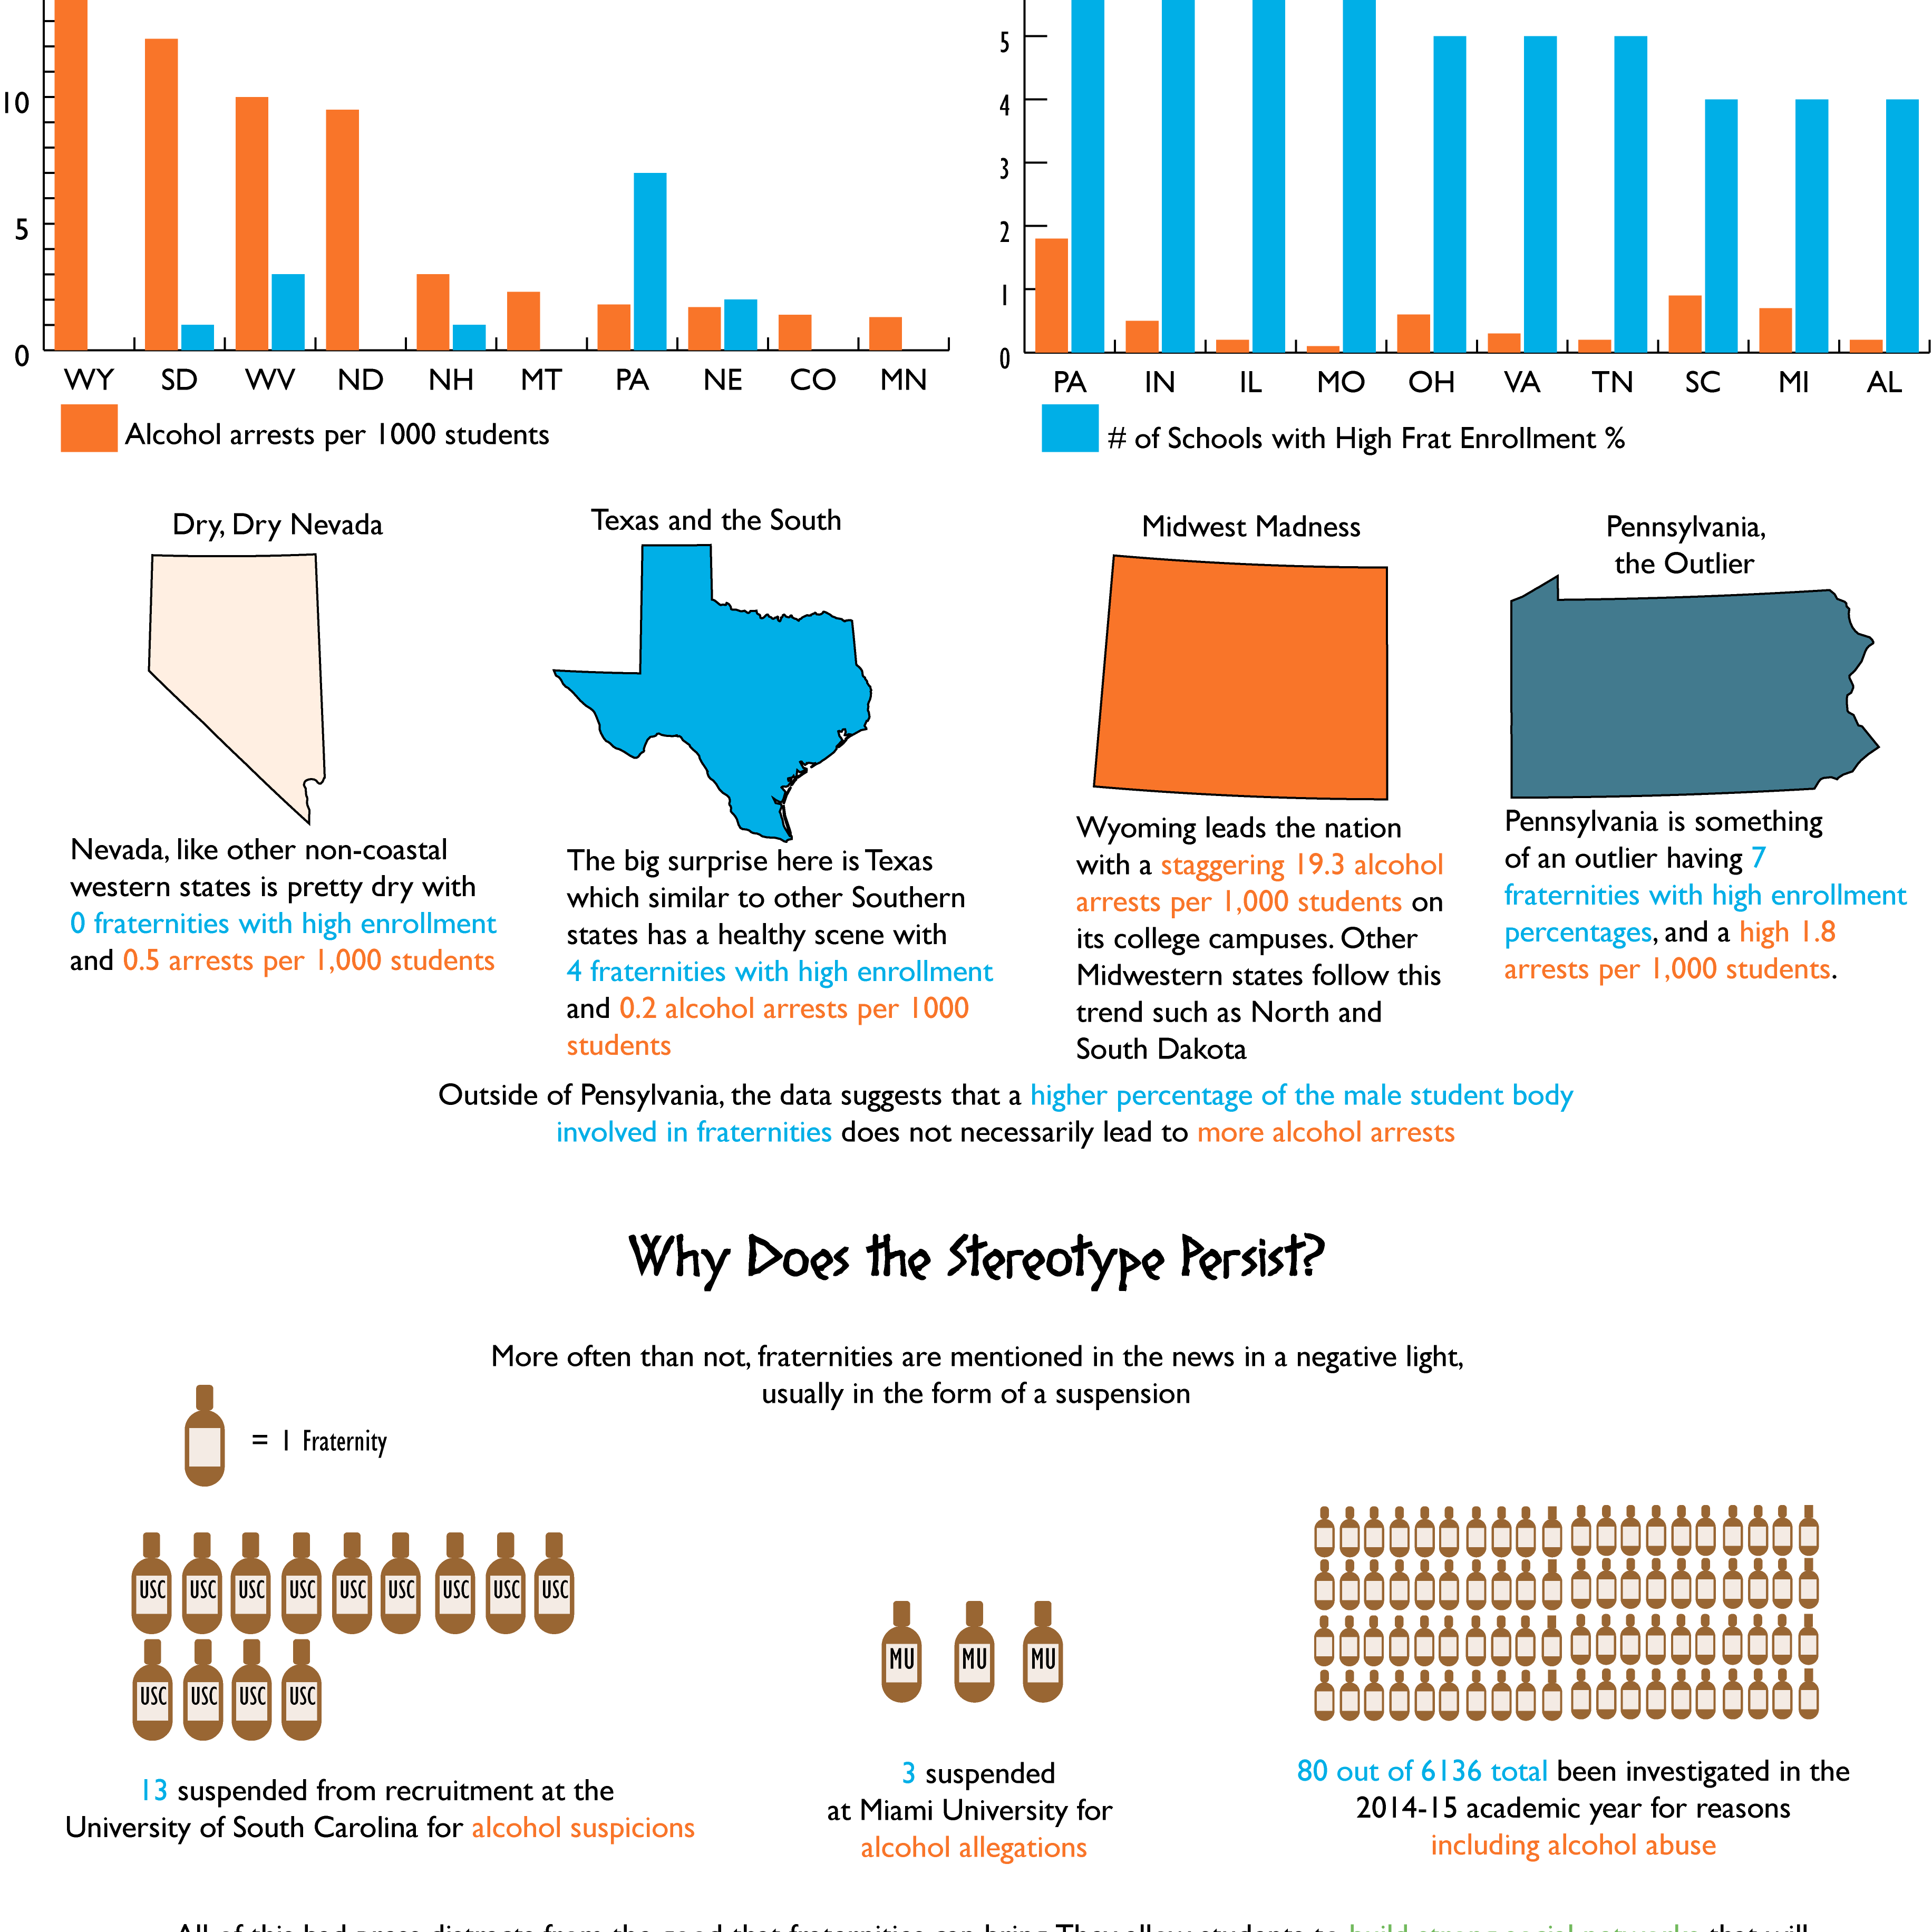 10
5
0
WY SD WV ND NH MT PA NE CO MN
Alcohol arrests per 1000 students
5
4
3
2
1
0
PA IN IL MO OH VA TN SC MI AL
# of Schools with High Frat Enrollment %
Dry, Dry Nevada
Nevada, like other non-coastal
western states is pretty dry with
0 fraternities with high enrollment
and 0.5 arrests per 1,000 students
Texas and the South
The big surprise here is Texas
which similar to other Southern
states has a healthy scene with
4 fraternities with high enrollment
and 0.2 alcohol arrests per 1000
students
Midwest Madness
Wyoming leads the nation
with a staggering 19.3 alcohol
arrests per 1,000 students on
its college campuses. Other
Midwestern states follow this
trend such as North and
South Dakota
Pennsylvania,
the Outlier
Pennsylvania is something
of an outlier having 7
fraternities with high enrollment
percentages, and a high 1.8
arrests per 1,000 students.
Outside of Pensylvania, the data suggests that a higher percentage of the male student body
involved in fraternities does not necessarily lead to more alcohol arrests
Why Does the Stereotype Persist?
More often than not, fraternities are mentioned in the news in a negative light,
usually in the form of a suspension
= 1 Fraternity
USC USC USC USC USC USC USC USC USC
USC USC USC USC
13 suspended from recruitment at the
University of South Carolina for alcohol suspicions
MU MU MU
3 suspended
at Miami University for
alcohol allegations
80 out of 6136 total been investigated in the
2014-15 academic year for reasons
including alcohol abuse